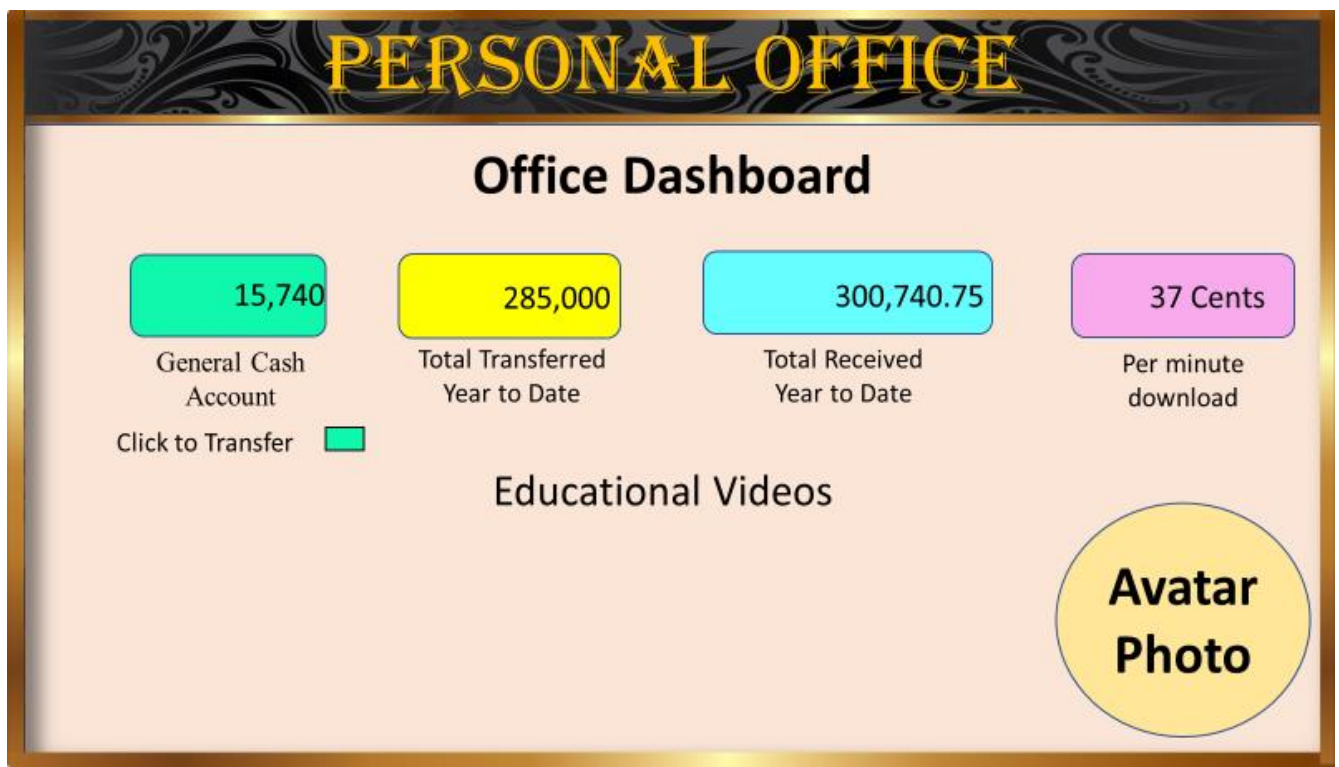 PERSONAL OFFICE
Office Dashboard
15,740
General Cash
Account
Click to Transfer
285,000
Total Transferred
Year to Date
300,740.75
Total Received
Year to Date
37 Cents
Per minute
download
Educational Videos
Avatar
Photo